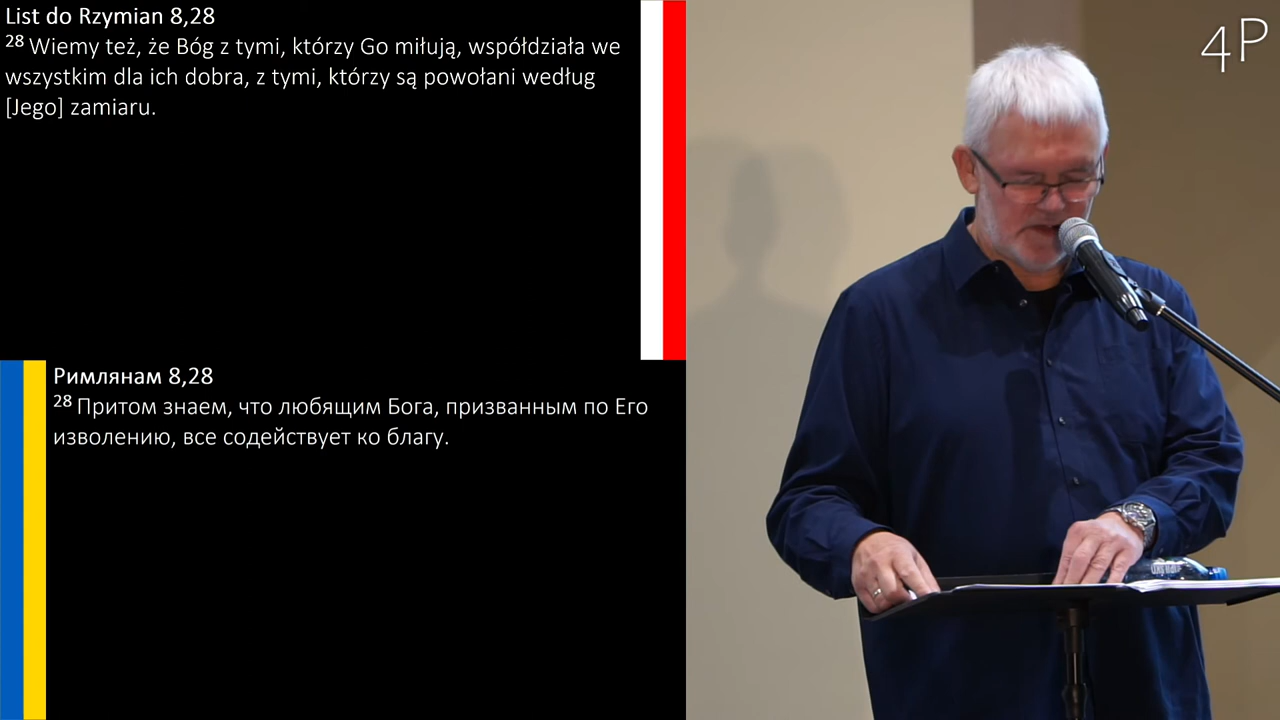 List do Rzymian 8,28
28 Wiemy też, że Bóg z tymi, którzy Go miłują, współdziała we
wszystkim dla ich dobra, z tymi, którzy są powołani według
[Jego] zamiaru.
4P
Римлянам 8,28
28 Притом знаем, что любящим Бога, призванным по Его
изволению, все содействует ко благу.